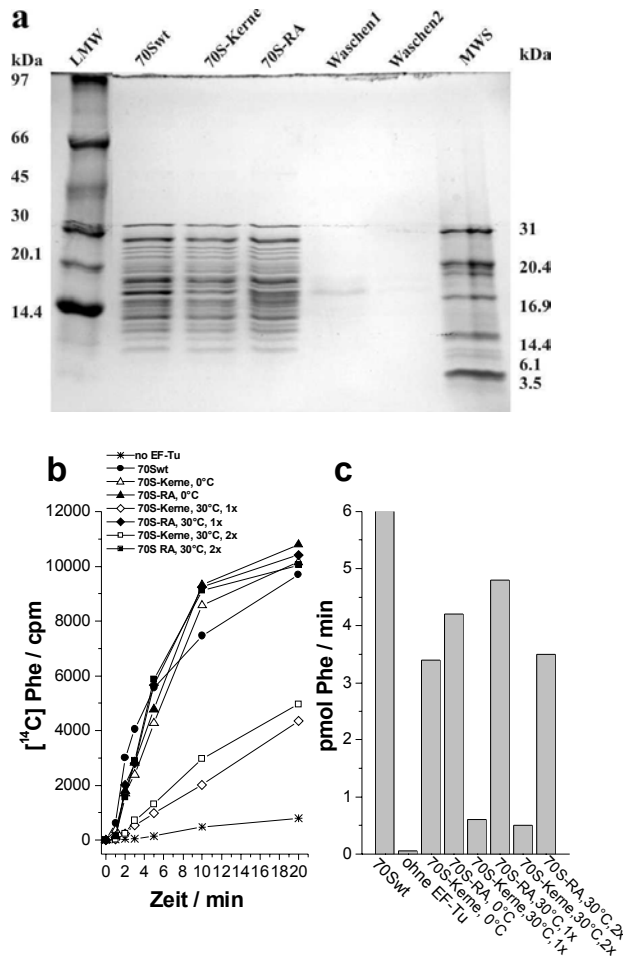 a
LMW
70Swt
70S-Kerne
70S-RA
Waschen1
Waschen2
MWS
kDa
kDa
97
66
45
30
20.1
14.4
31
20.4
16.9
14.4
6.1
3.5
b
no EF-Tu
70Swt
70S-Kerne, 0°C
70S-RA, 0°C
70S-Kerne, 30°C, 1x
70S-RA, 30°C, 1x
70S-Kerne, 30°C, 2x
70S RA, 30°C, 2x
[¹⁴C] Phe / cpm
12000
10000
8000
6000
4000
2000
0
0 2 4 6 8 10 12 14 16 18 20
Zeit / min
c
pmol Phe / min
6
5
4
3
2
1
0
70Swt
ohne EF-Tu
70S-Kerne, 0°C
70S-RA, 0°C
70S-Kerne,30°C,1x
70S-RA,30°C,1x
70S-Kerne,30°C,2x
70S-RA,30°C,2x